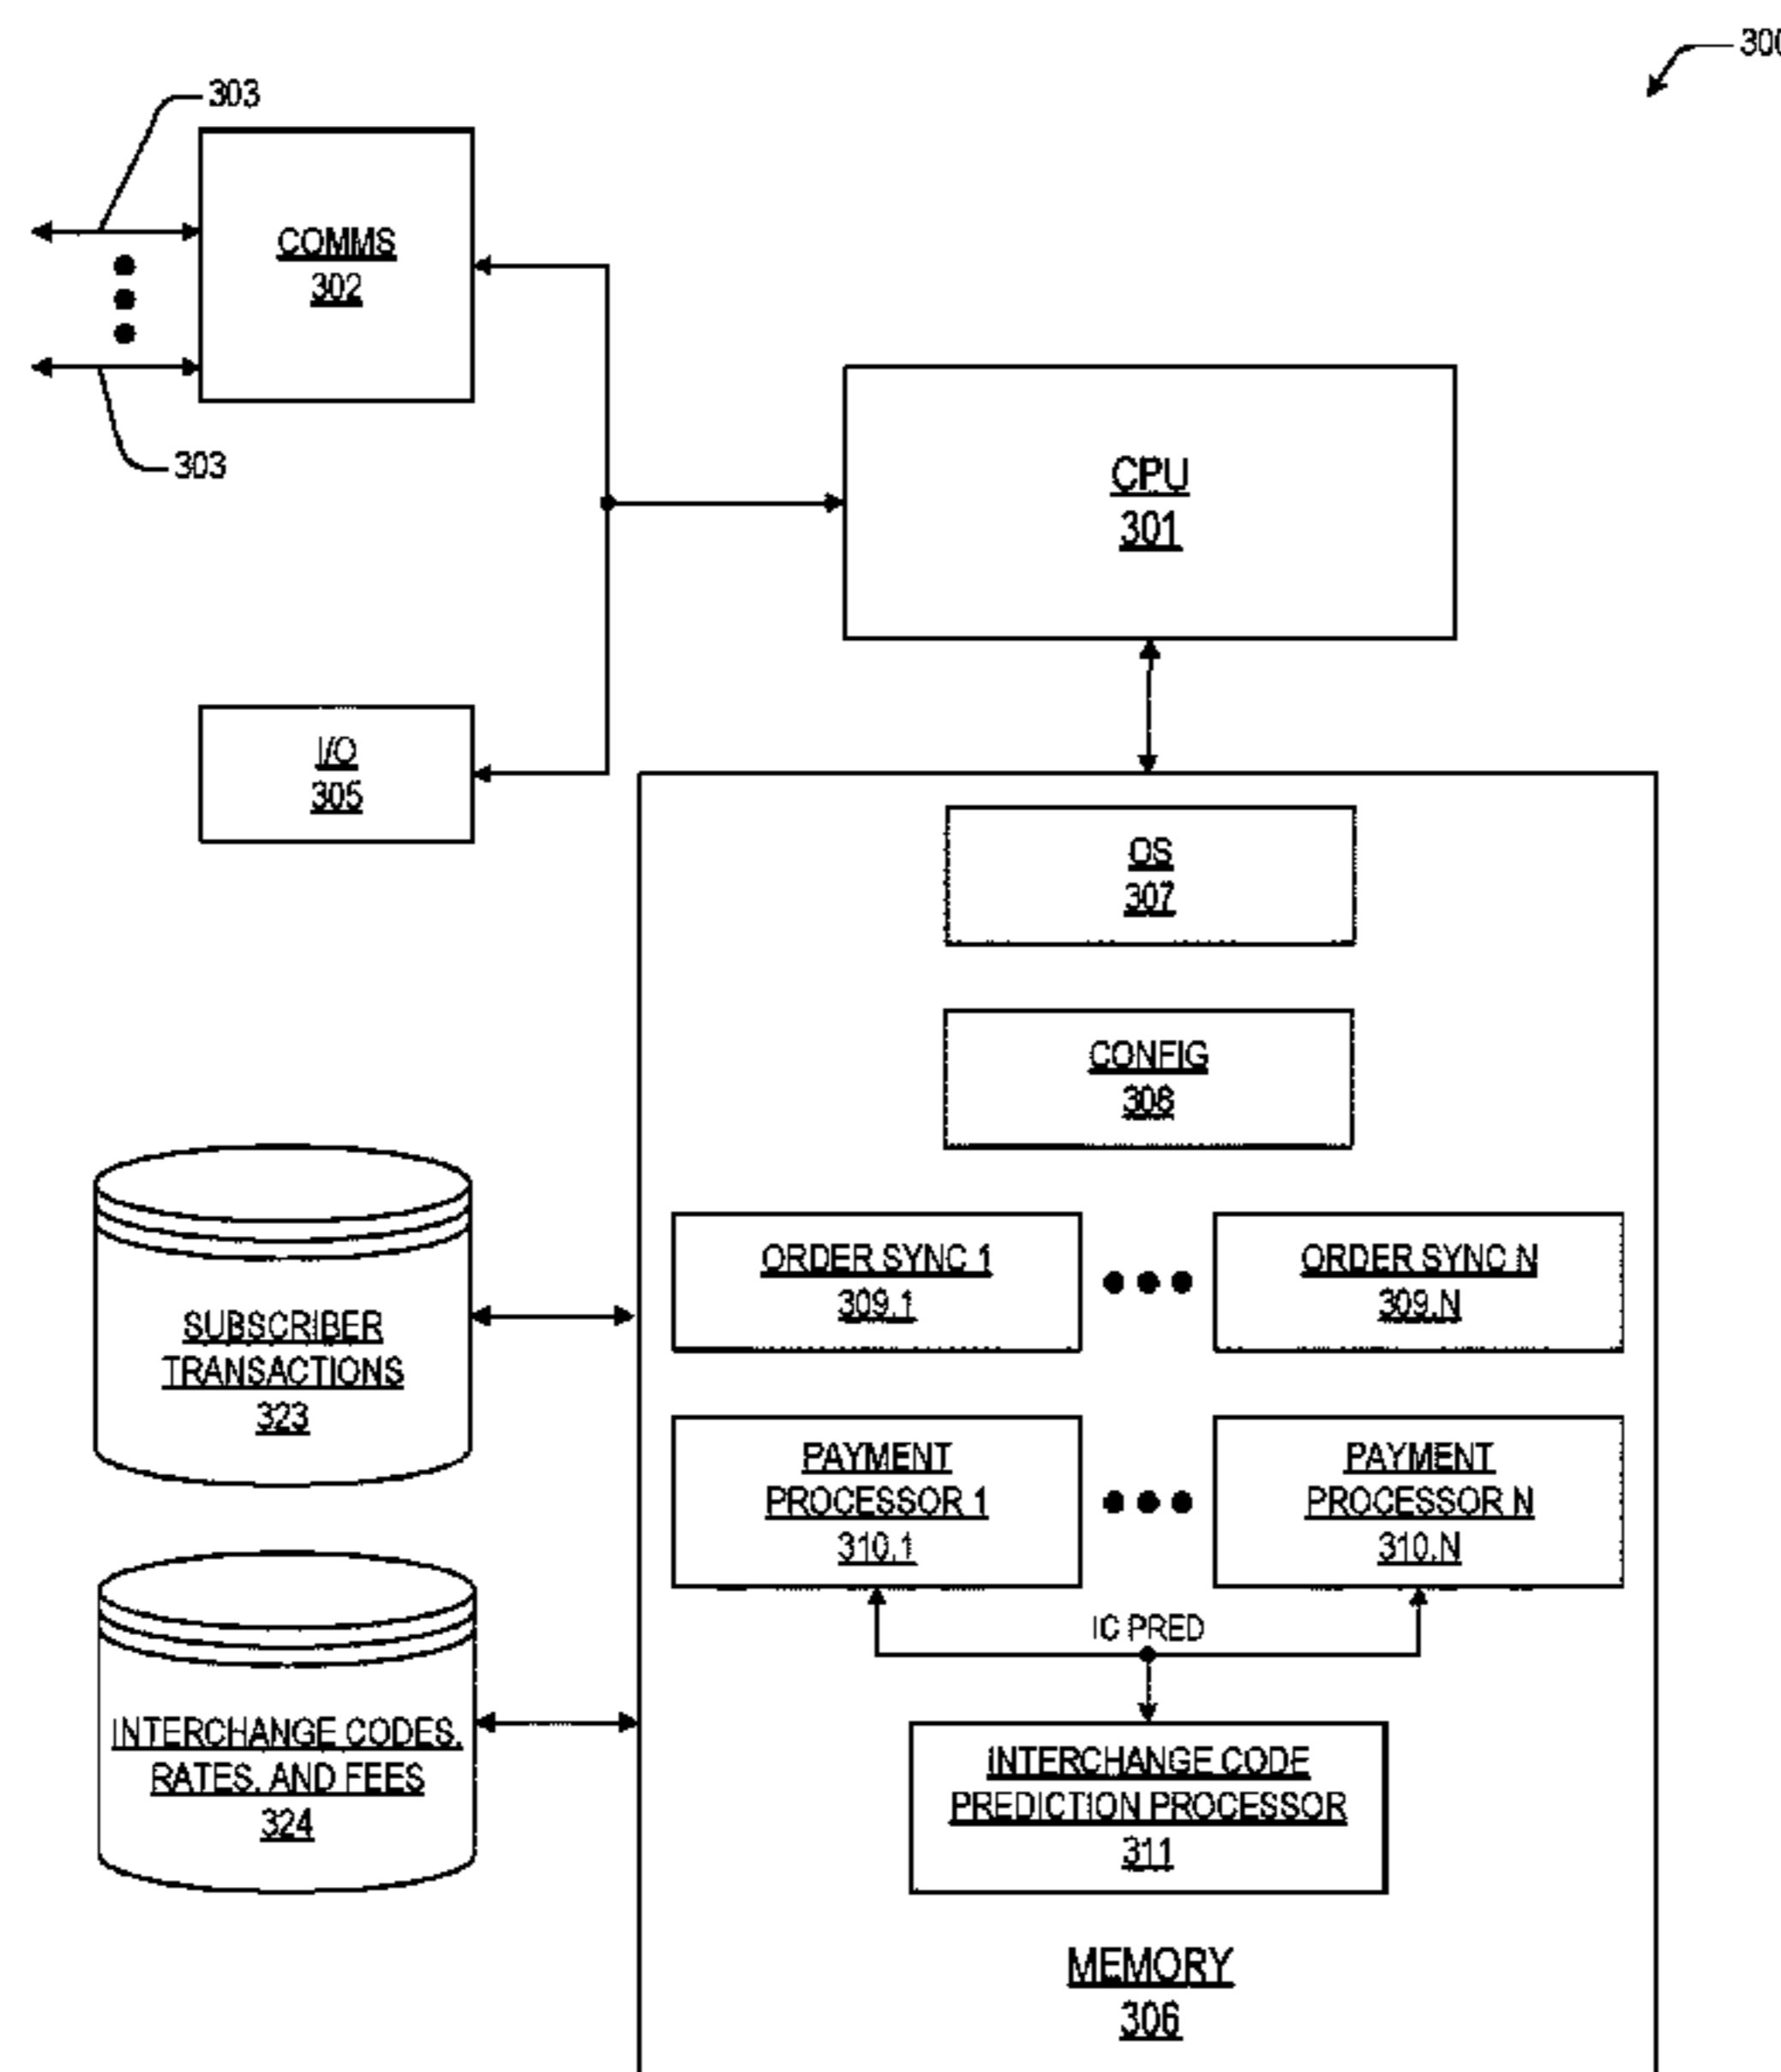 300
303
COMMS
302
303
CPU
301
I/O
305
OS
307
CONFIG
308
ORDER SYNC 1
309.1
ORDER SYNC N
309.N
SUBSCRIBER
TRANSACTIONS
323
PAYMENT
PROCESSOR 1
310.1
PAYMENT
PROCESSOR N
310.N
IC PRED
INTERCHANGE CODES,
RATES, AND FEES
324
INTERCHANGE CODE
PREDICTION PROCESSOR
311
MEMORY
306